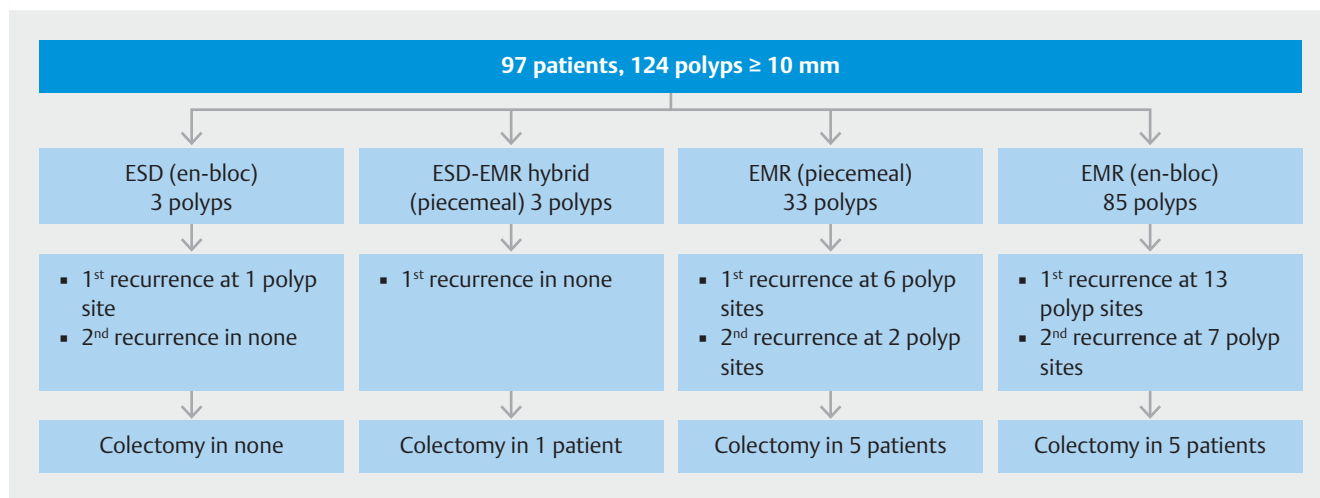 97 patients, 124 polyps ≥ 10 mm
ESD (en-bloc)
3 polyps
ESD-EMR hybrid
(piecemeal) 3 polyps
EMR (piecemeal)
33 polyps
EMR (en-bloc)
85 polyps
▪ 1st recurrence at 1 polyp
site
▪ 2nd recurrence in none
▪ 1st recurrence in none
▪ 1st recurrence at 6 polyp
sites
▪ 2nd recurrence at 2 polyp
sites
▪ 1st recurrence at 13
polyp sites
▪ 2nd recurrence at 7 polyp
sites
Colectomy in none
Colectomy in 1 patient
Colectomy in 5 patients
Colectomy in 5 patients